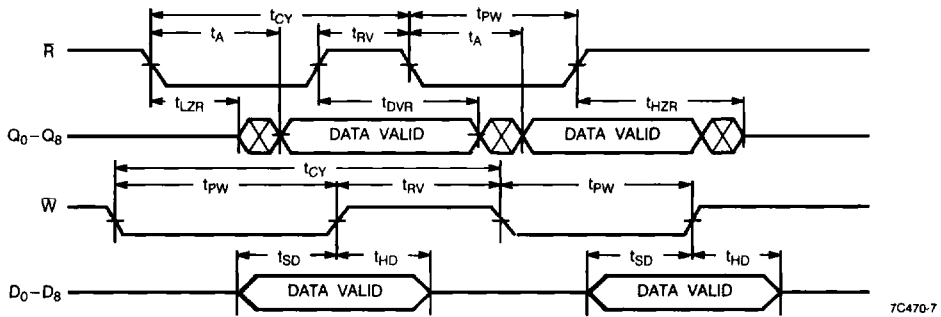 tCY tPW
tA tRV tA
R̅
tLZR tDVR tHZR
Q0–Q8 DATA VALID DATA VALID
tCY
tPW tRV tPW
W̅
tSD tHD tSD tHD
D0–D8 DATA VALID DATA VALID
7C470-7